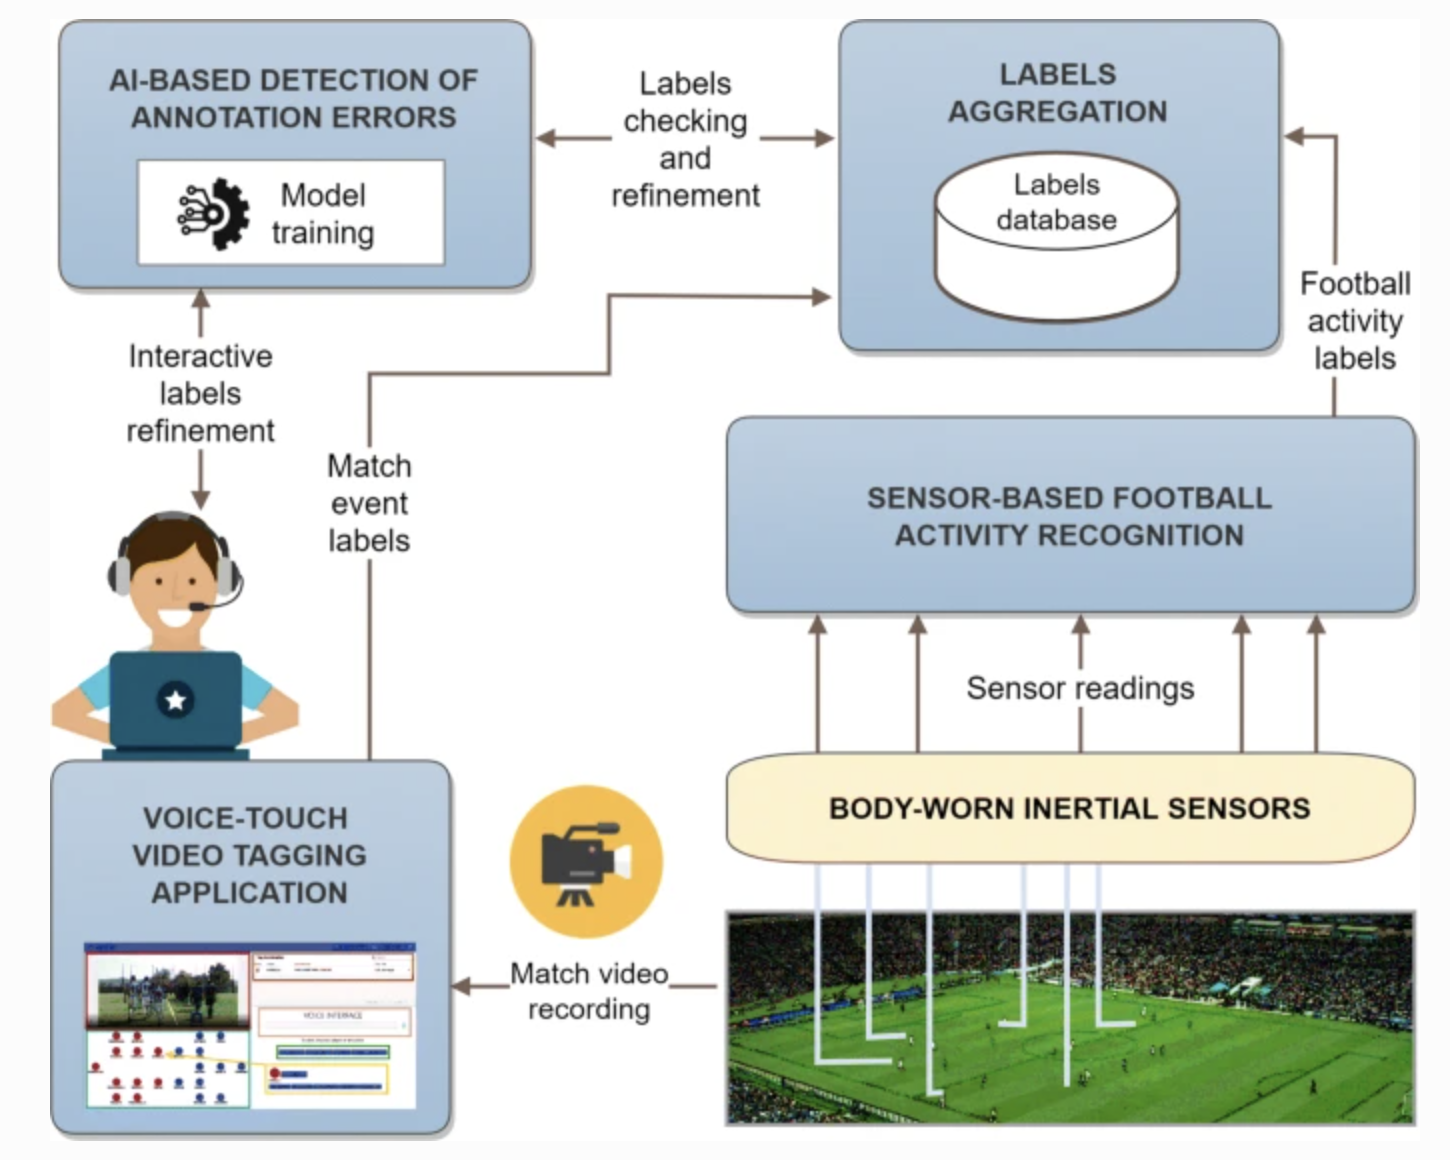 AI-BASED DETECTION OF
ANNOTATION ERRORS
Model
training
Labels
checking
and
refinement
LABELS
AGGREGATION
Labels
database
Interactive
labels
refinement
Match
event
labels
Football
activity
labels
SENSOR-BASED FOOTBALL
ACTIVITY RECOGNITION
Sensor readings
BODY-WORN INERTIAL SENSORS
VOICE-TOUCH
VIDEO TAGGING
APPLICATION
VOICE INTERFACE
Match video
recording